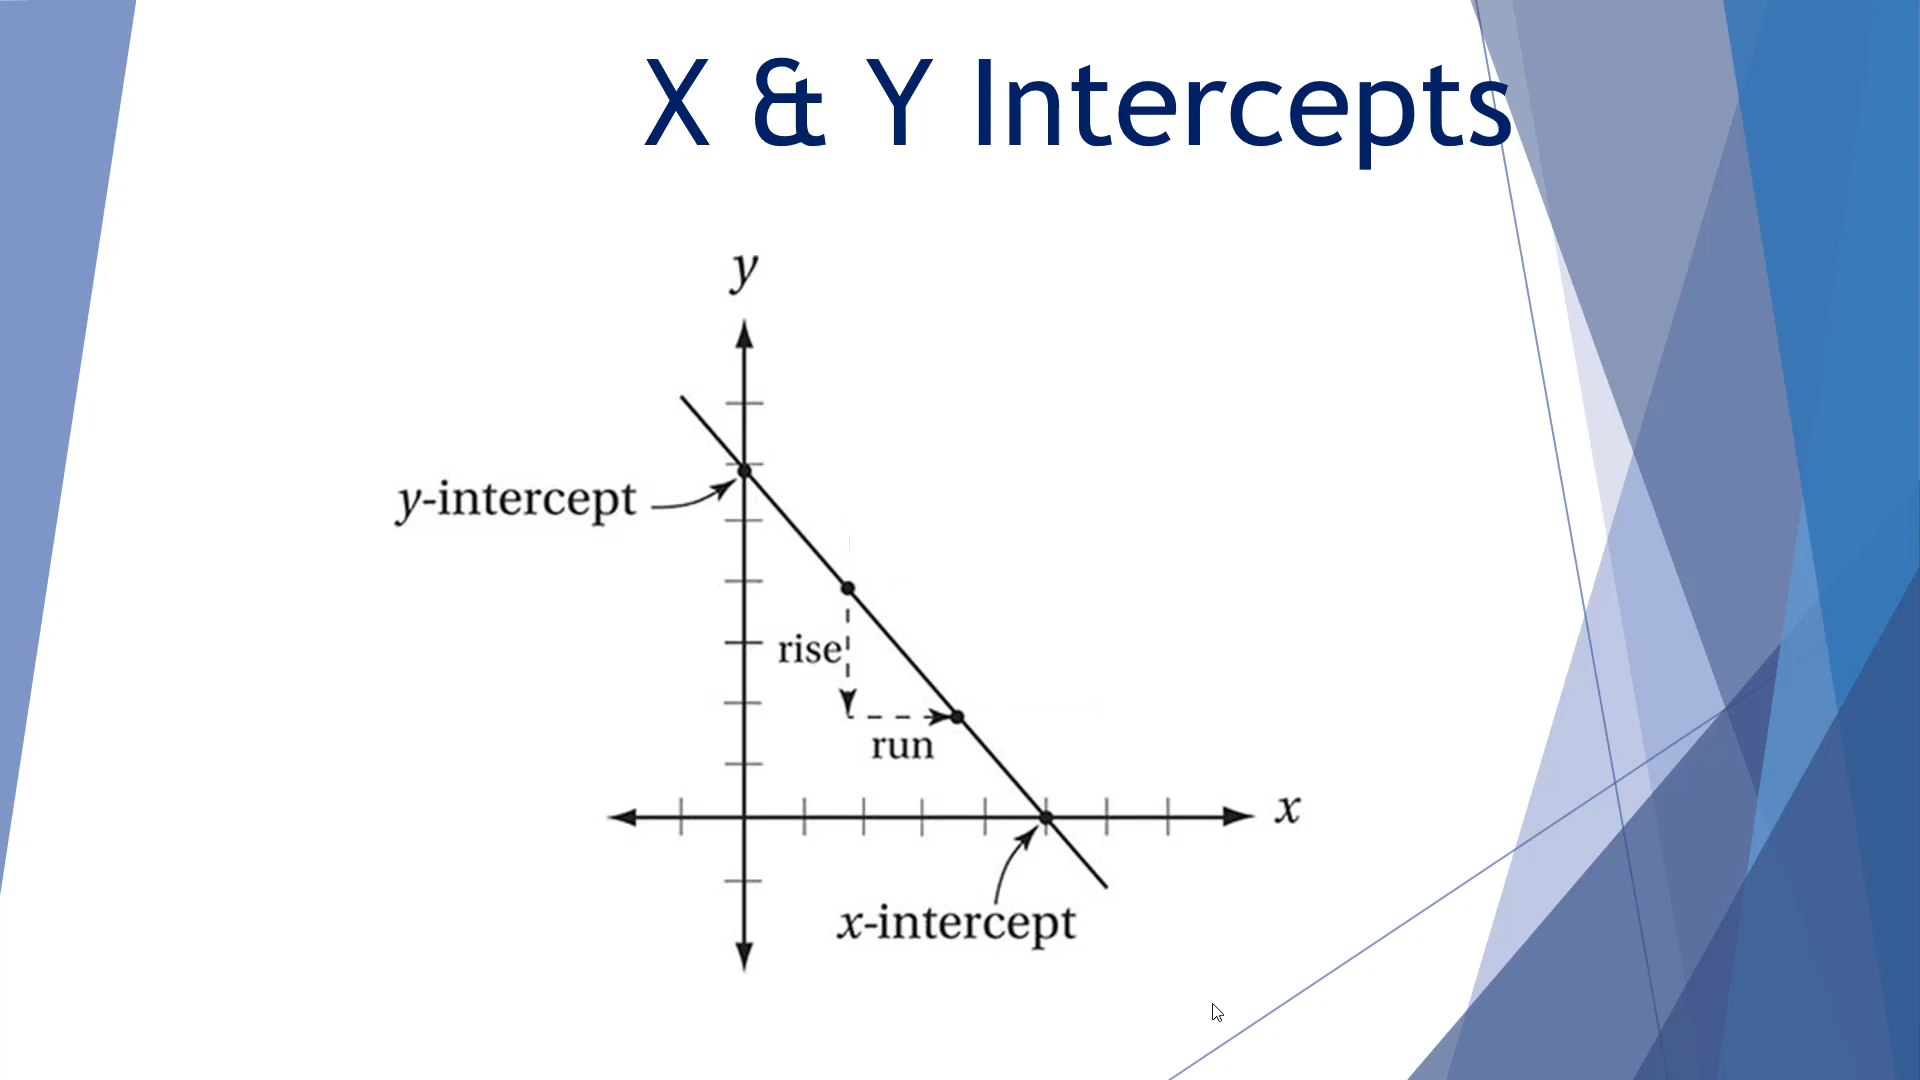 X & Y Intercepts
y
y-intercept
rise
run
x
x-intercept